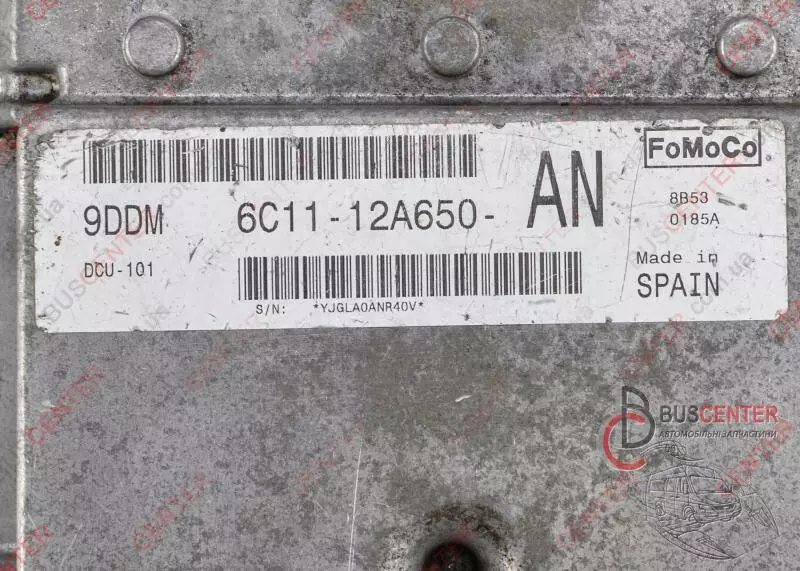 FoMoCo
9DDM 6C11-12A650- AN
8B53
0185A
DCU-101
Made in
SPAIN
S/N: *YJGLA0ANR40V*
BUSCENTER
АВТОМОБІЛЬНІ ЗАПЧАСТИНИ